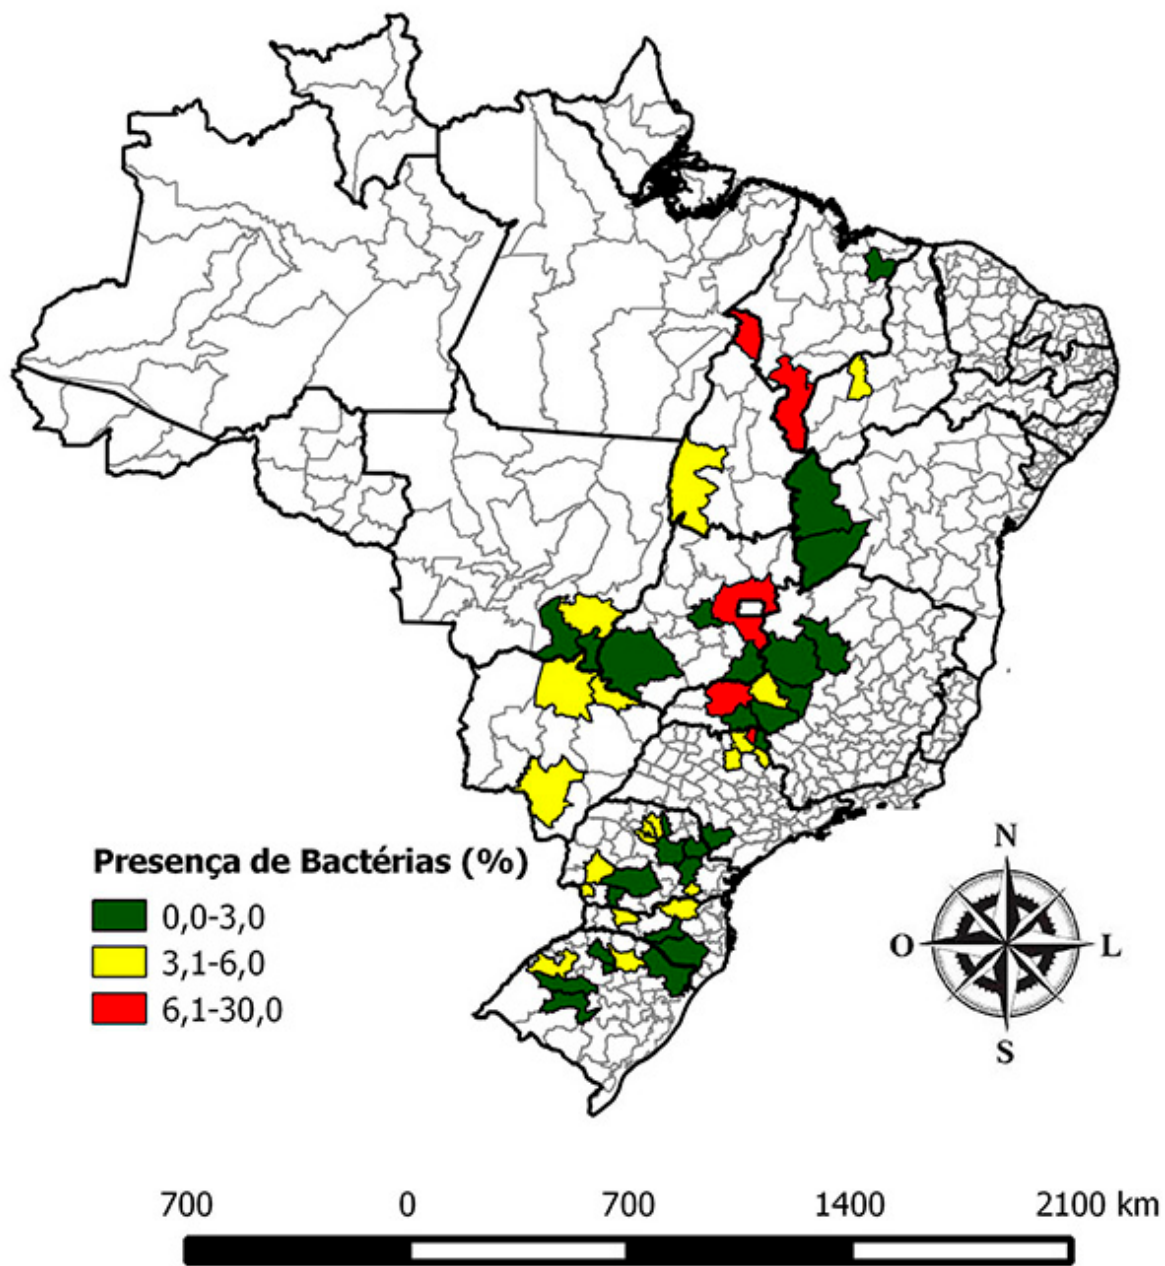 N
Presença de Bactérias (%)
0,0-3,0
O
L
3,1-6,0
6,1-30,0
S
700 0 700 1400 2100 km